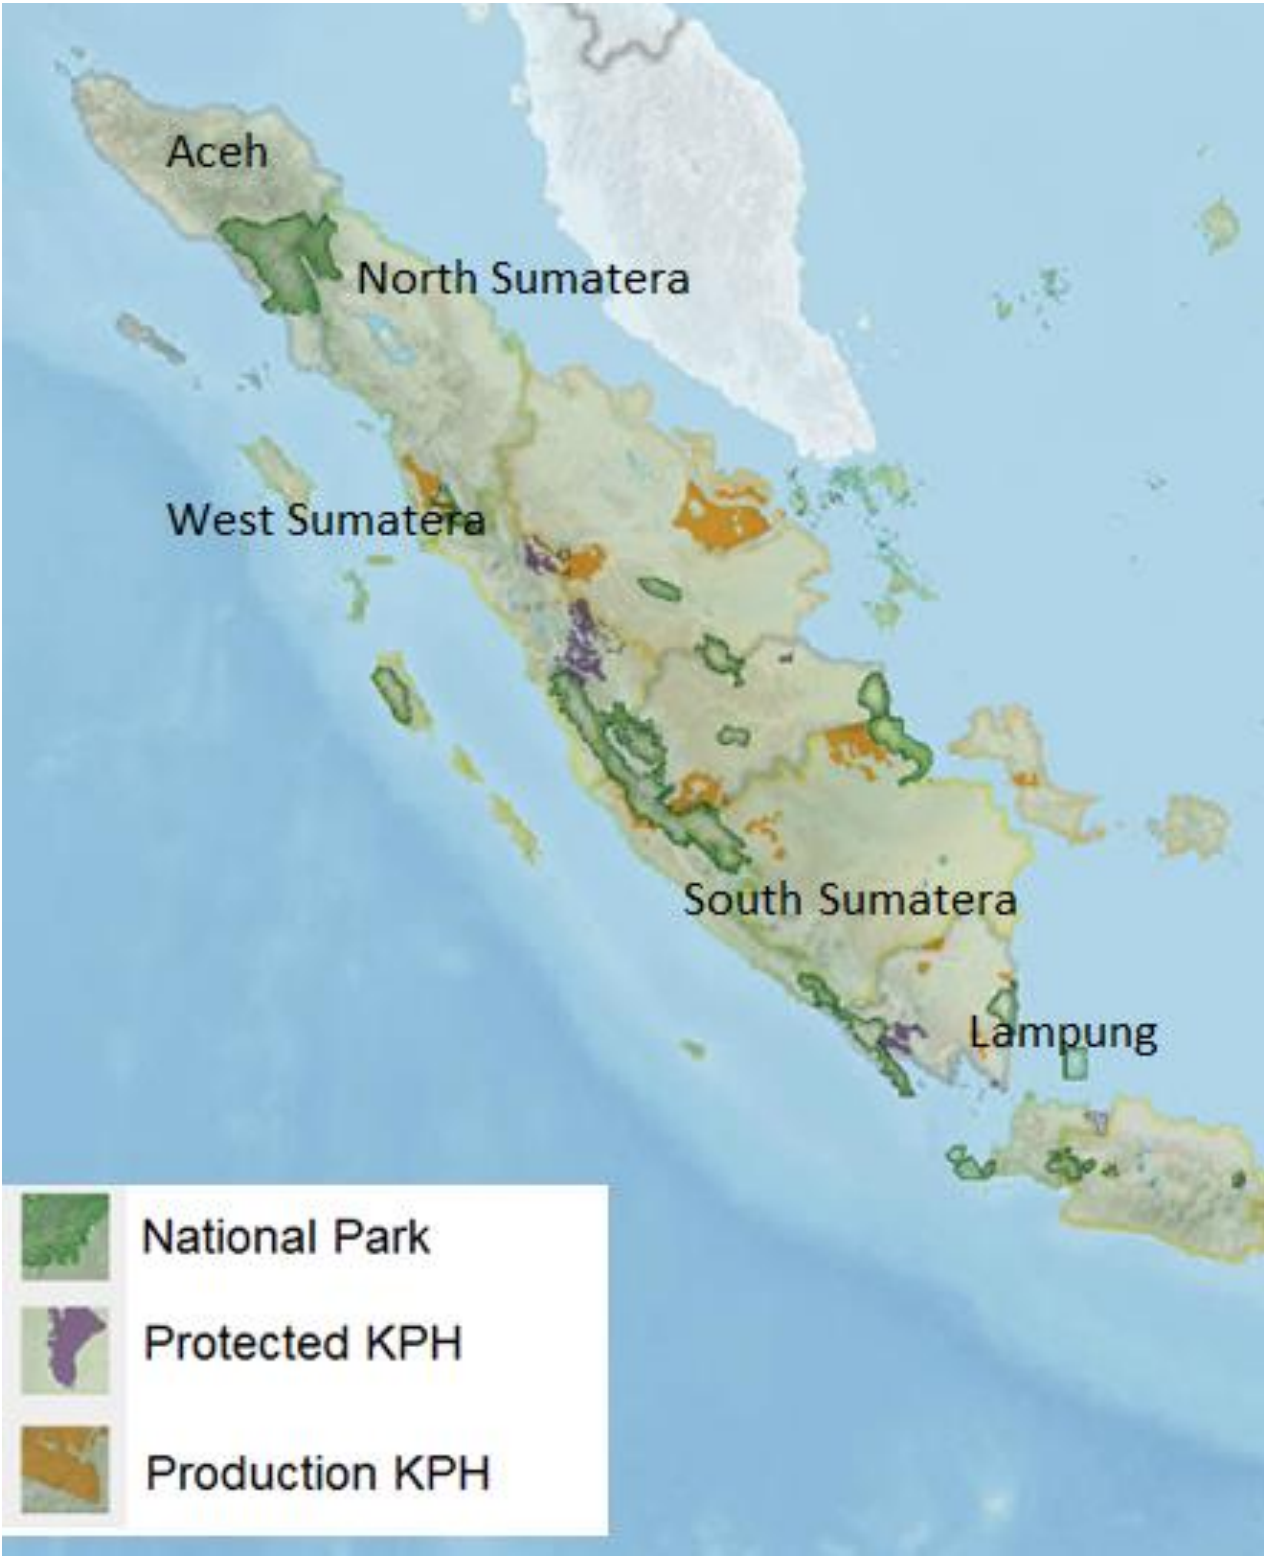 Aceh
North Sumatera
West Sumatera
South Sumatera
Lampung
National Park
Protected KPH
Production KPH